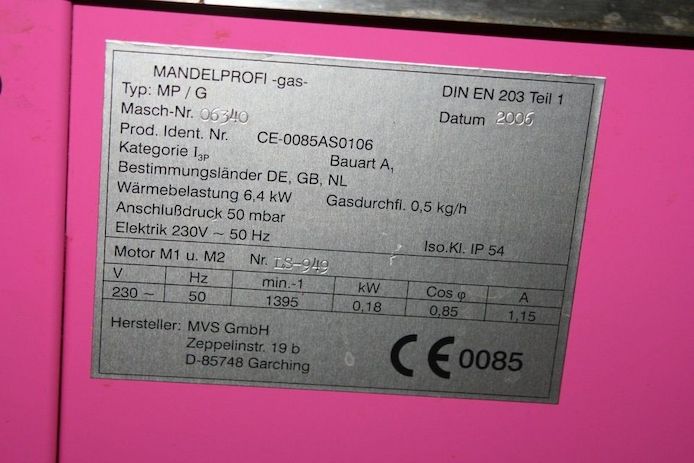 MANDELPROFI -gas-
DIN EN 203 Teil 1
Typ: MP / G
Masch-Nr. 06340
Datum 2006
Prod. Ident. Nr. CE-0085AS0106
Kategorie I3P Bauart A1
Bestimmungsländer DE, GB, NL
Wärmebelastung 6,4 kW Gasdurchfl. 0,5 kg/h
Anschlußdruck 50 mbar
Elektrik 230V ~ 50 Hz Iso.Kl. IP 54
Motor M1 u. M2 Nr. LS-949
V Hz min.-1 kW Cos φ A
230 ~ 50 1395 0,18 0,85 1,15
Hersteller: MVS GmbH
Zeppelinstr. 19 b
D-85748 Garching
CE 0085